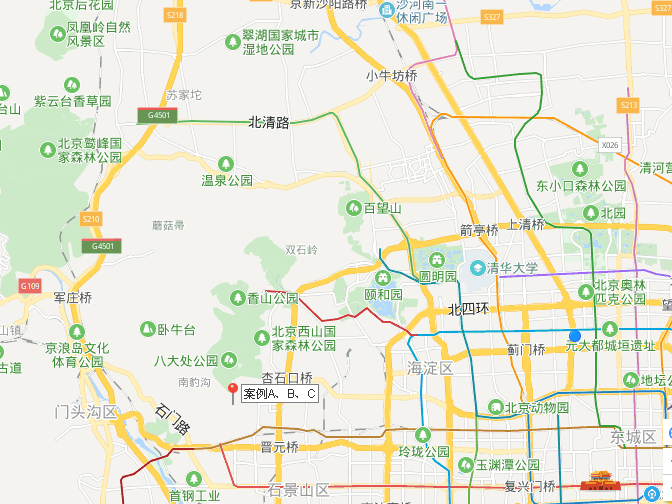 北京后花园
S218
京新沙阳路桥
沙河南一
休闲广场
S327
S327
凤凰岭自然
风景区
翠湖国家城市
湿地公园
小牛坊桥
台山
紫云台香草园
苏家坨
S213
G4501
北清路
X026
北京鹫峰国
家森林公园
温泉公园
清河营
东小口森林公园
百望山
北园
S210
蘑菇帚
箭亭桥
上清桥
G4501
双石岭
圆明园
清华大学
G109
军庄桥
香山公园
颐和园
北京奥林
匹克公园
北四环
望
京浪岛文化
体育公园
卧牛台
北京西山国
家森林公园
蓟门桥
元大都城垣遗址
古道
八大处公园
海淀区
南豹沟
杏石口桥
地坛公
案例A、B、C
门头沟区
石门路
北京动物园
晋元桥
玲珑公园
东城区
玉渊潭公园
首钢工业
石景山区
复兴门桥